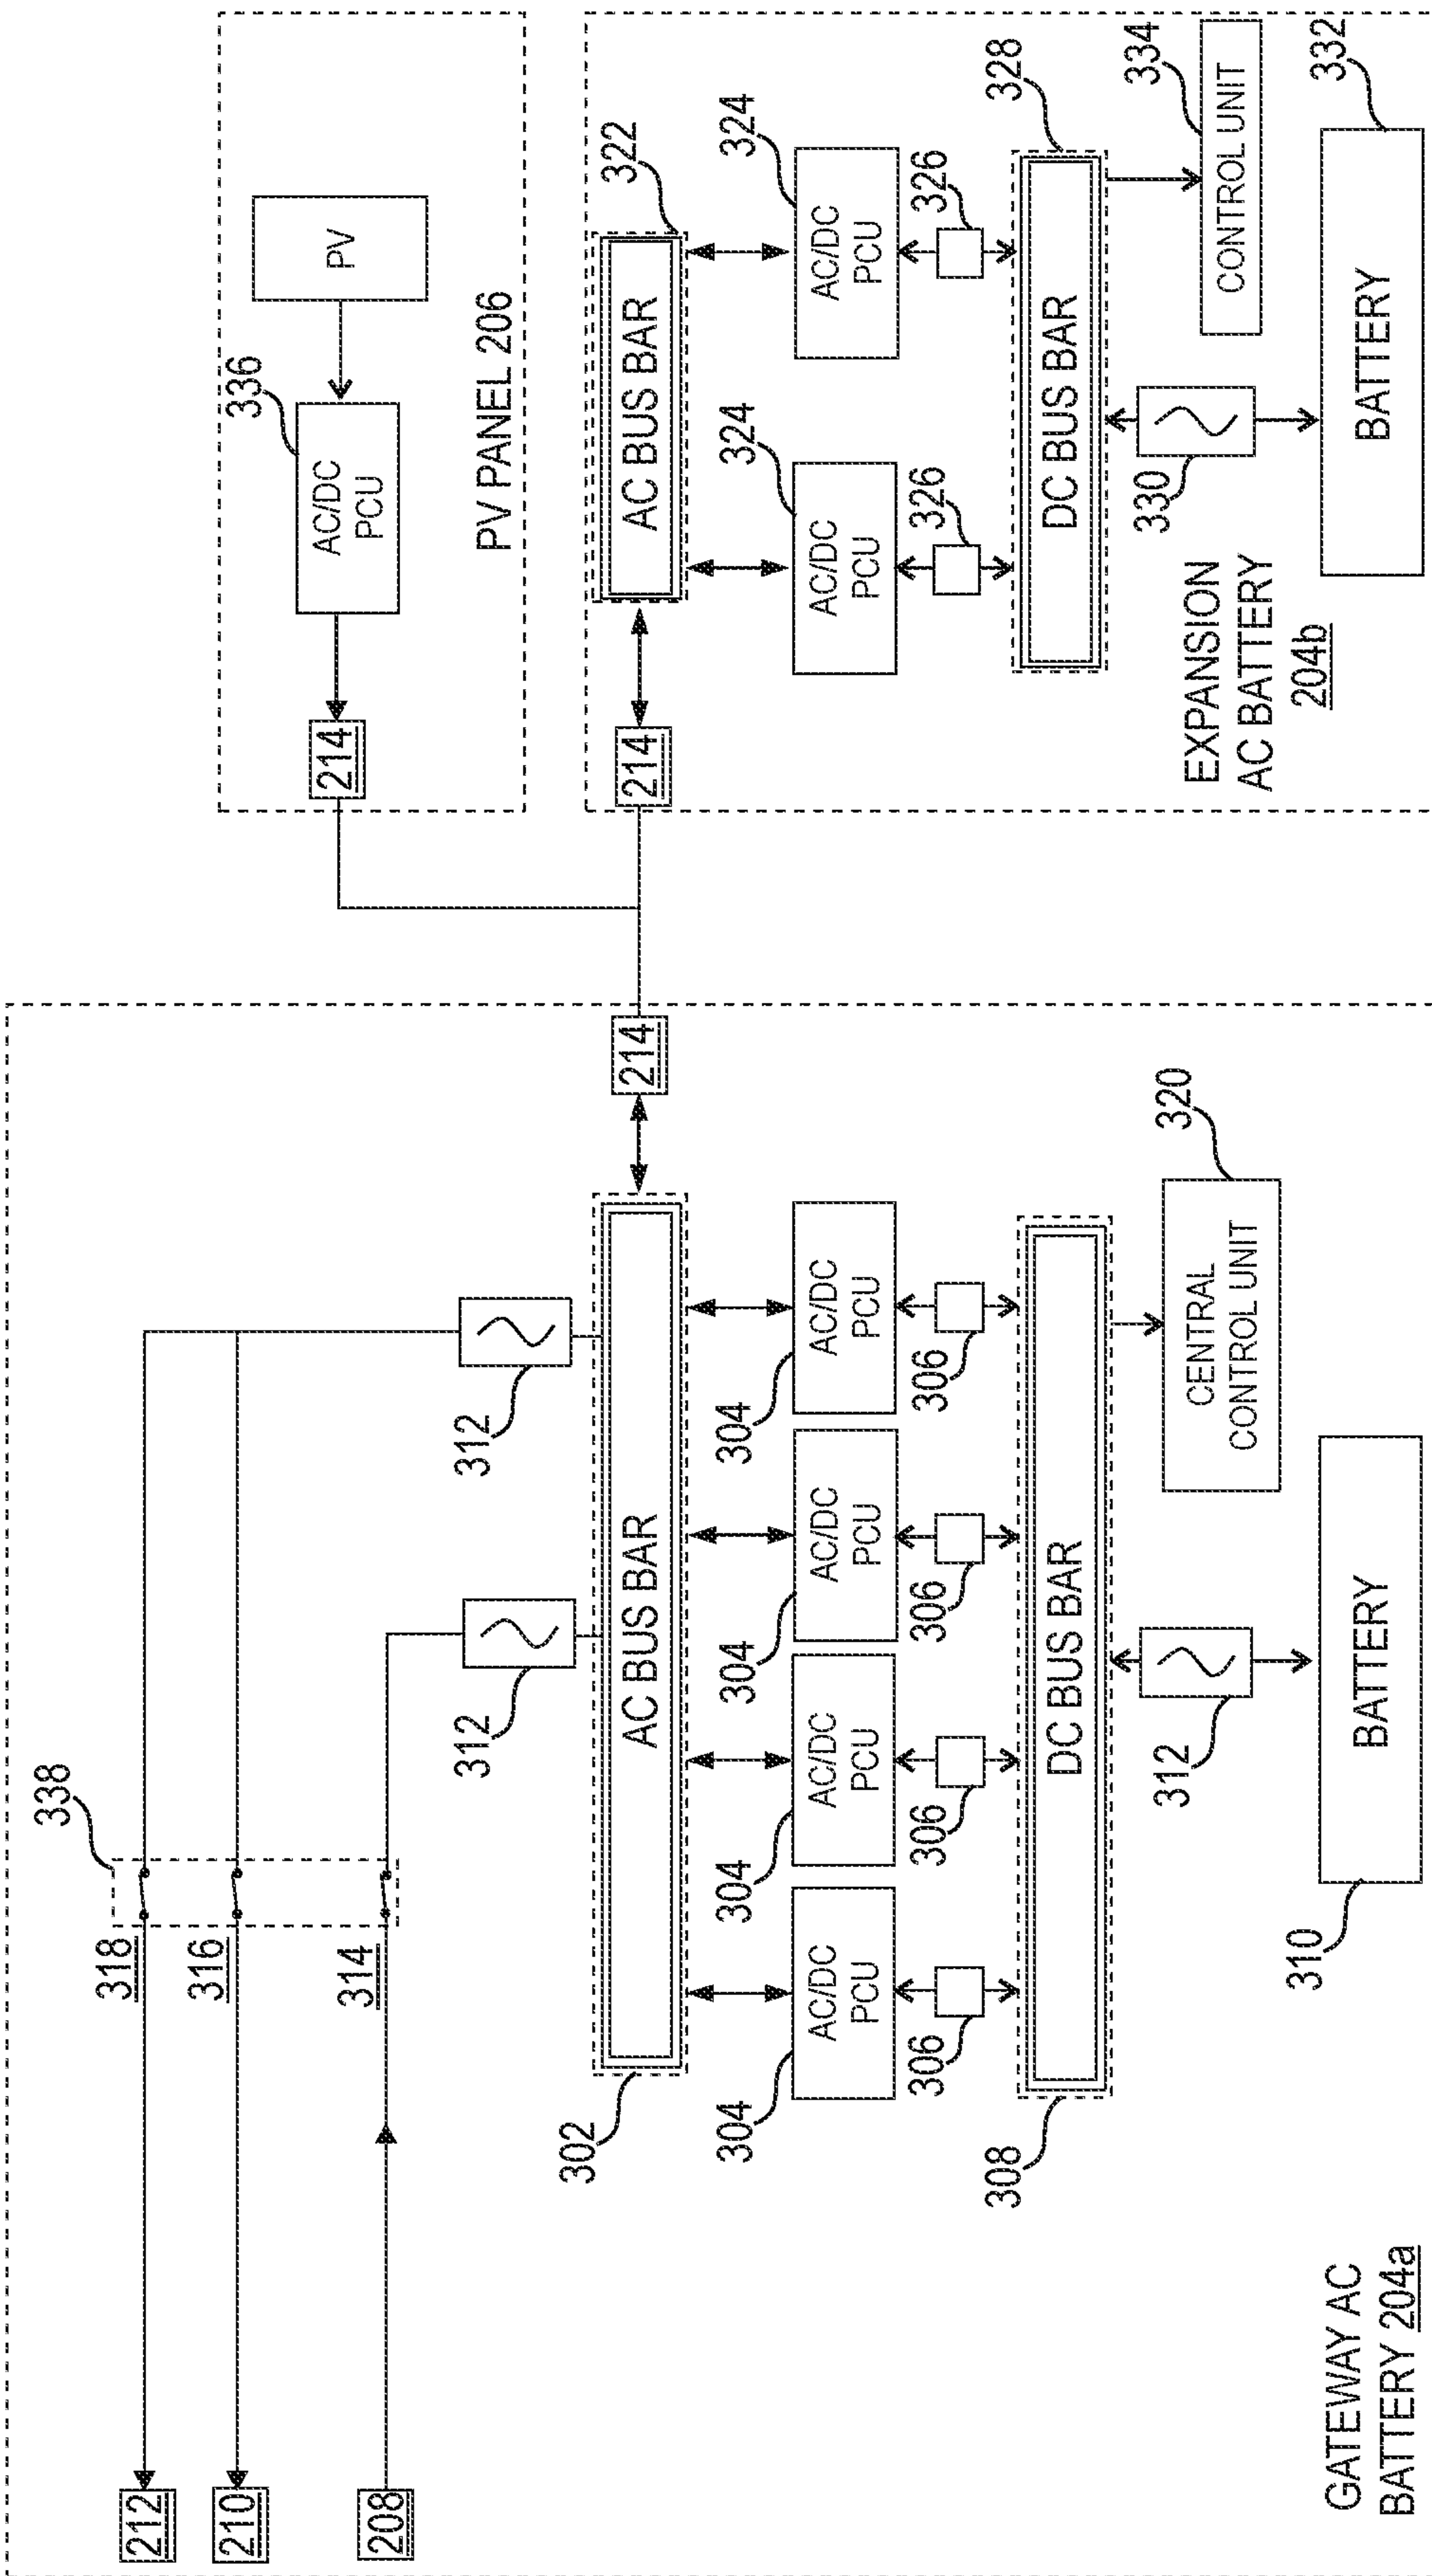 338
212
318
210
316
208
314
312
312
302
AC BUS BAR
214
304
304
304
304
AC/DC
PCU
AC/DC
PCU
AC/DC
PCU
AC/DC
PCU
306
306
306
306
308
DC BUS BAR
312
320
CENTRAL
CONTROL UNIT
310
BATTERY
GATEWAY AC
BATTERY 204a
336
214
AC/DC
PCU
PV
PV PANEL 206
322
214
AC BUS BAR
324
324
AC/DC
PCU
AC/DC
PCU
326
326
328
DC BUS BAR
330
334
CONTROL UNIT
332
BATTERY
EXPANSION
AC BATTERY
204b